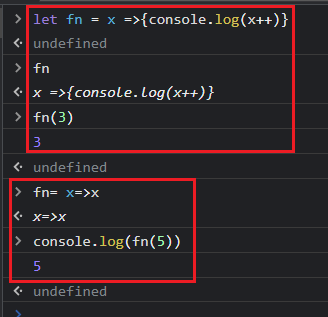 let fn = x =>{console.log(x++)}
undefined
fn
x =>{console.log(x++)}
fn(3)
3
undefined
fn= x=>x
x=>x
console.log(fn(5))
5
undefined